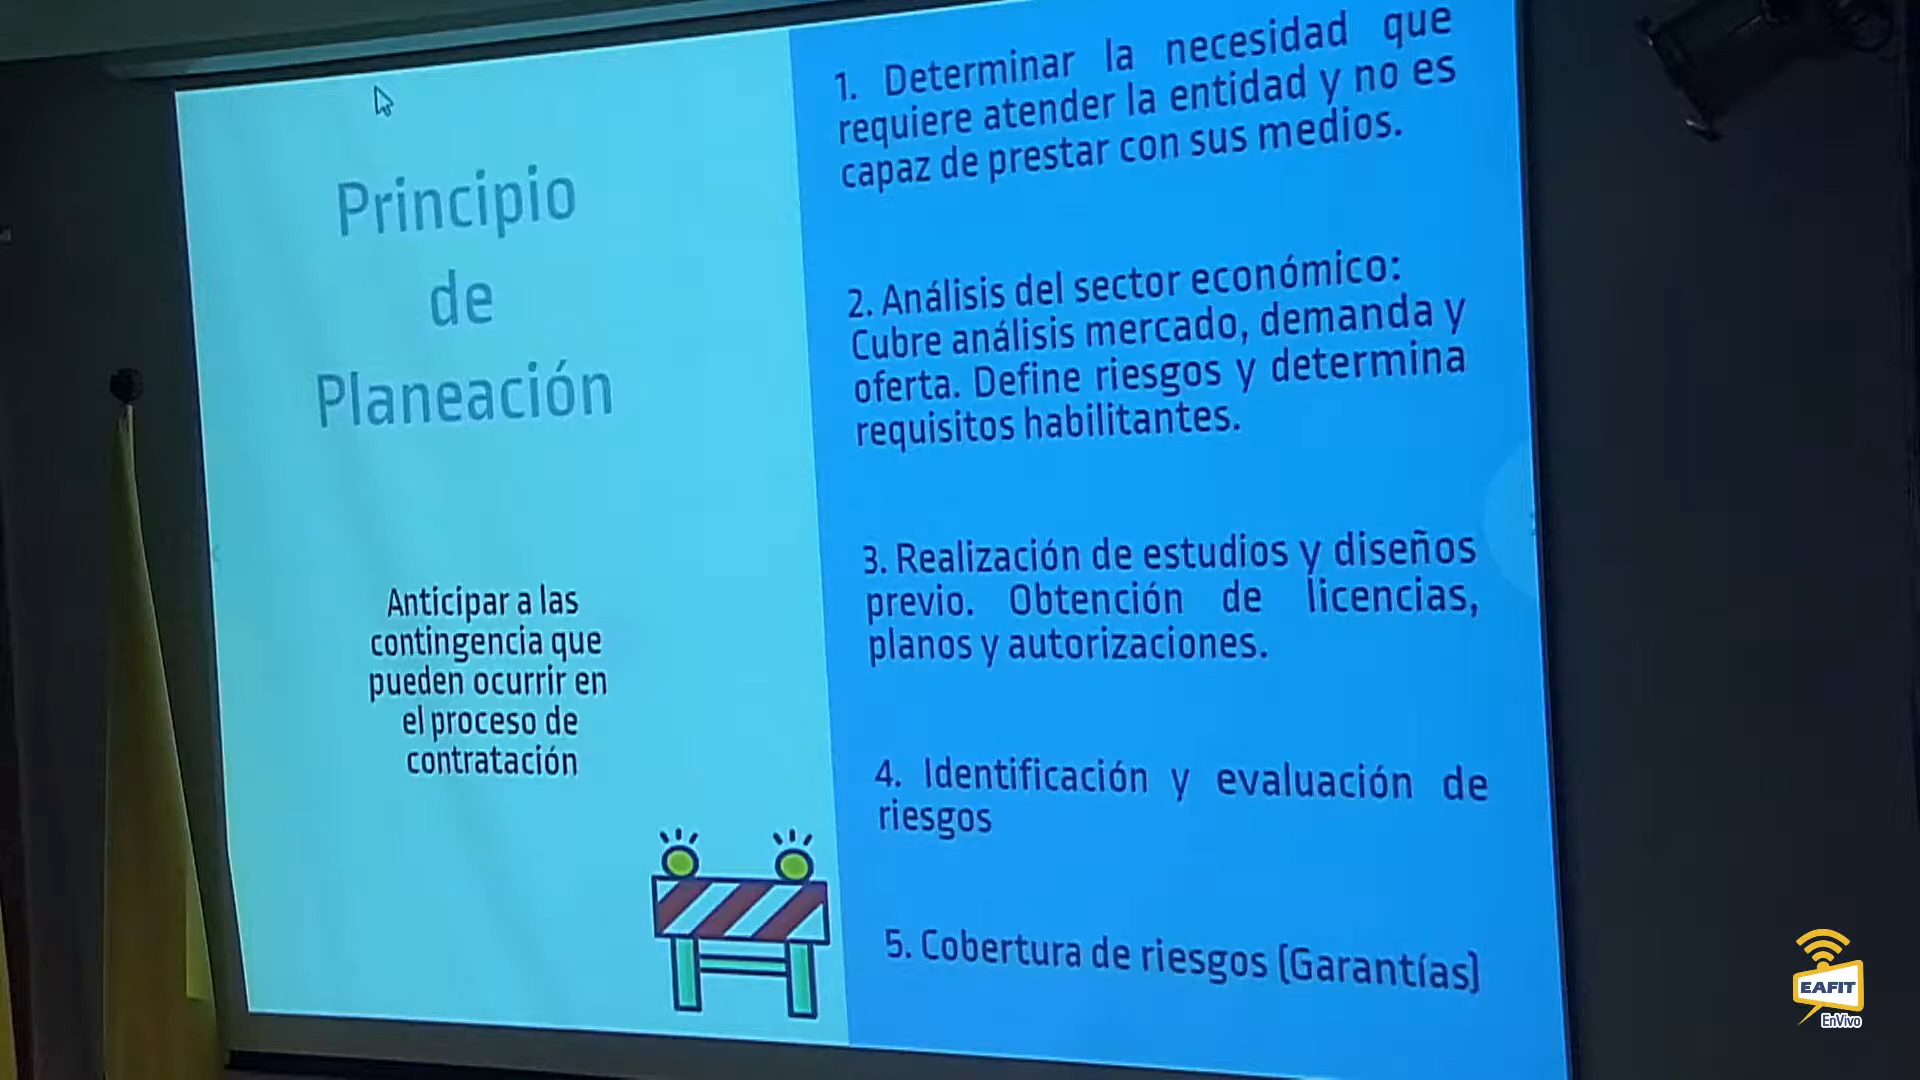 Principio
de
Planeación
Anticipar a las
contingencia que
pueden ocurrir en
el proceso de
contratación
1. Determinar la necesidad que
requiere atender la entidad y no es
capaz de prestar con sus medios.
2. Análisis del sector económico:
Cubre análisis mercado, demanda y
oferta. Define riesgos y determina
requisitos habilitantes.
3. Realización de estudios y diseños
previo. Obtención de licencias,
planos y autorizaciones.
4. Identificación y evaluación de
riesgos
5. Cobertura de riesgos (Garantías)
EAFIT
EnVivo